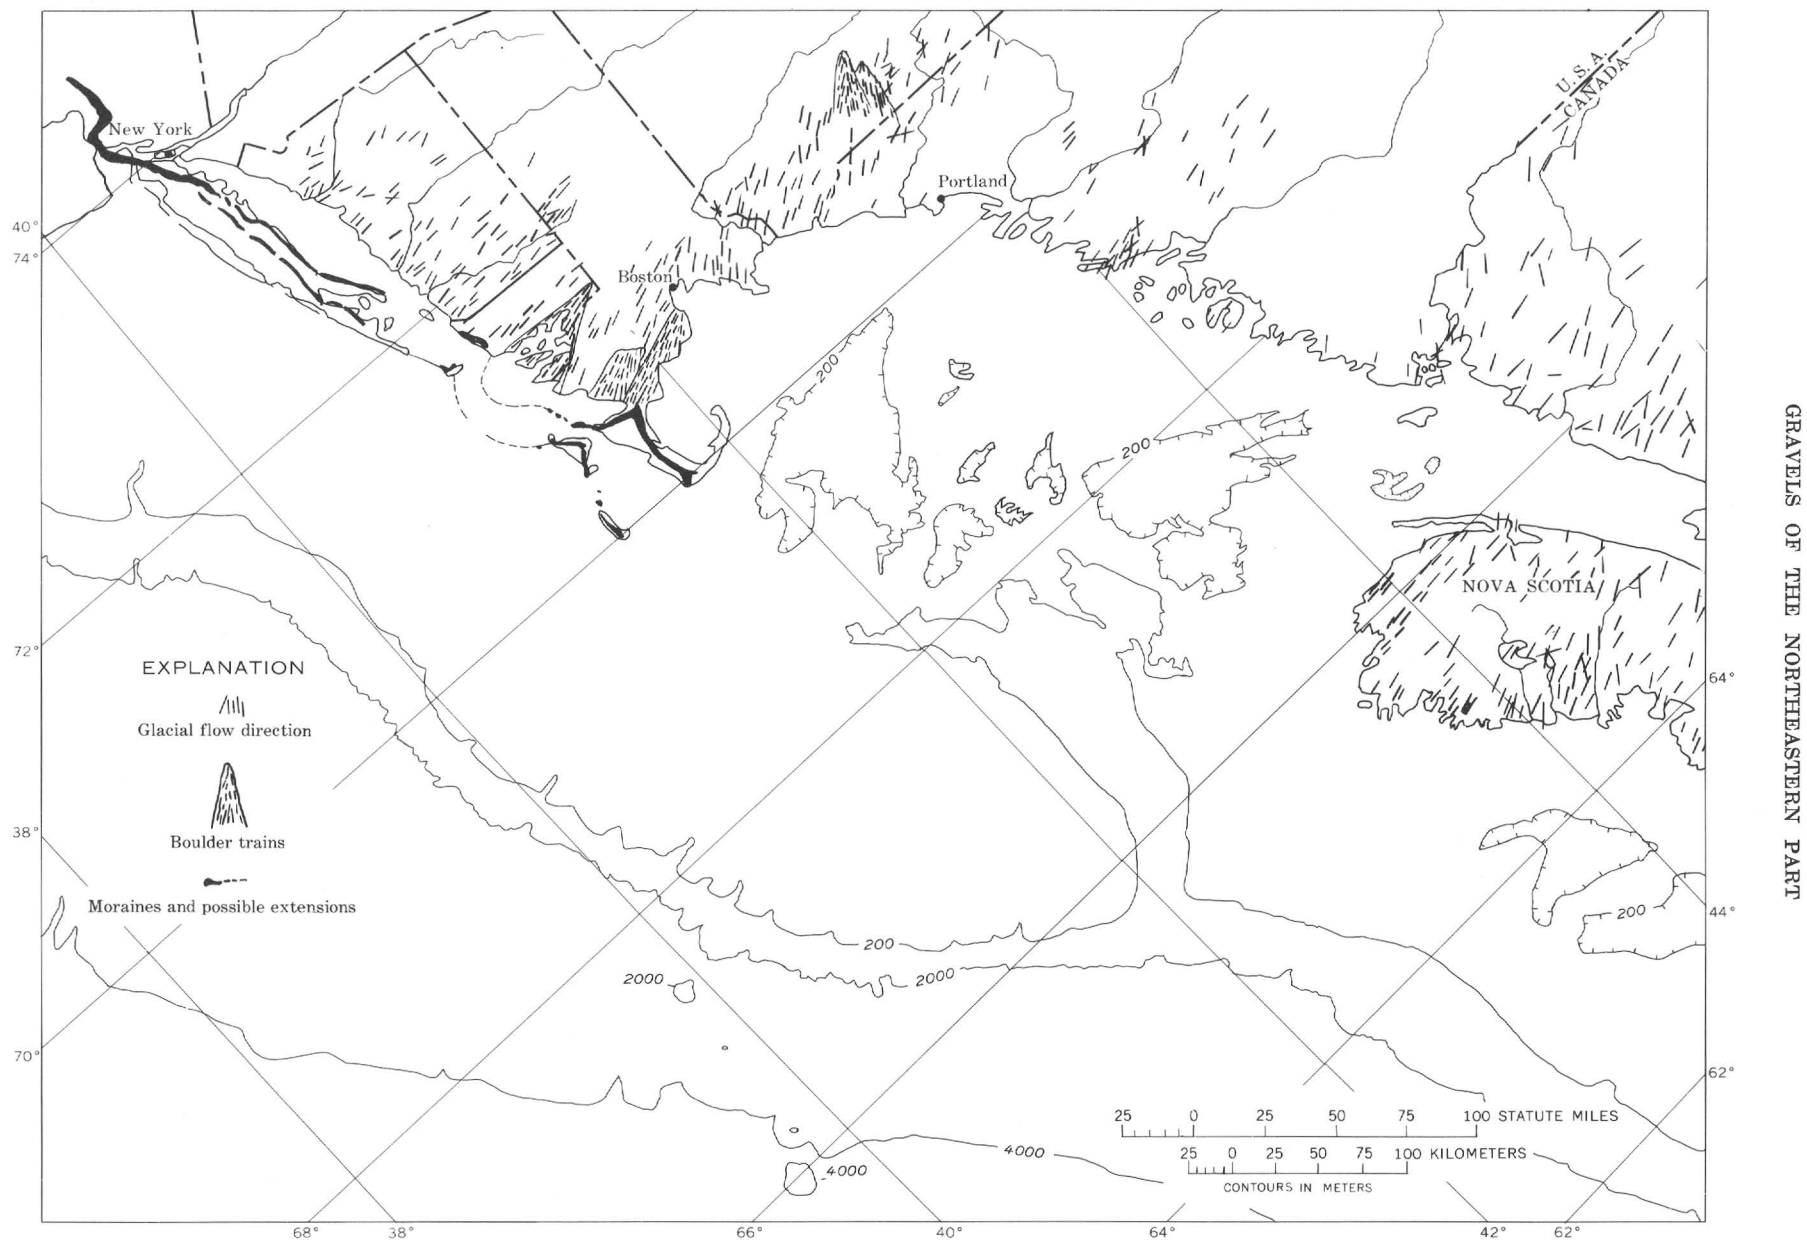 U.S.A.
CANADA
New York
Portland
Boston
40°
74°
200
200
NOVA SCOTIA
72°
EXPLANATION
Glacial flow direction
Boulder trains
Moraines and possible extensions
38°
64°
44°
200
200
2000
2000
70°
62°
25 0 25 50 75 100 STATUTE MILES
25 0 25 50 75 100 KILOMETERS
CONTOURS IN METERS
4000
4000
68° 38° 66° 40° 64° 42° 62°
GRAVELS OF THE NORTHEASTERN PART